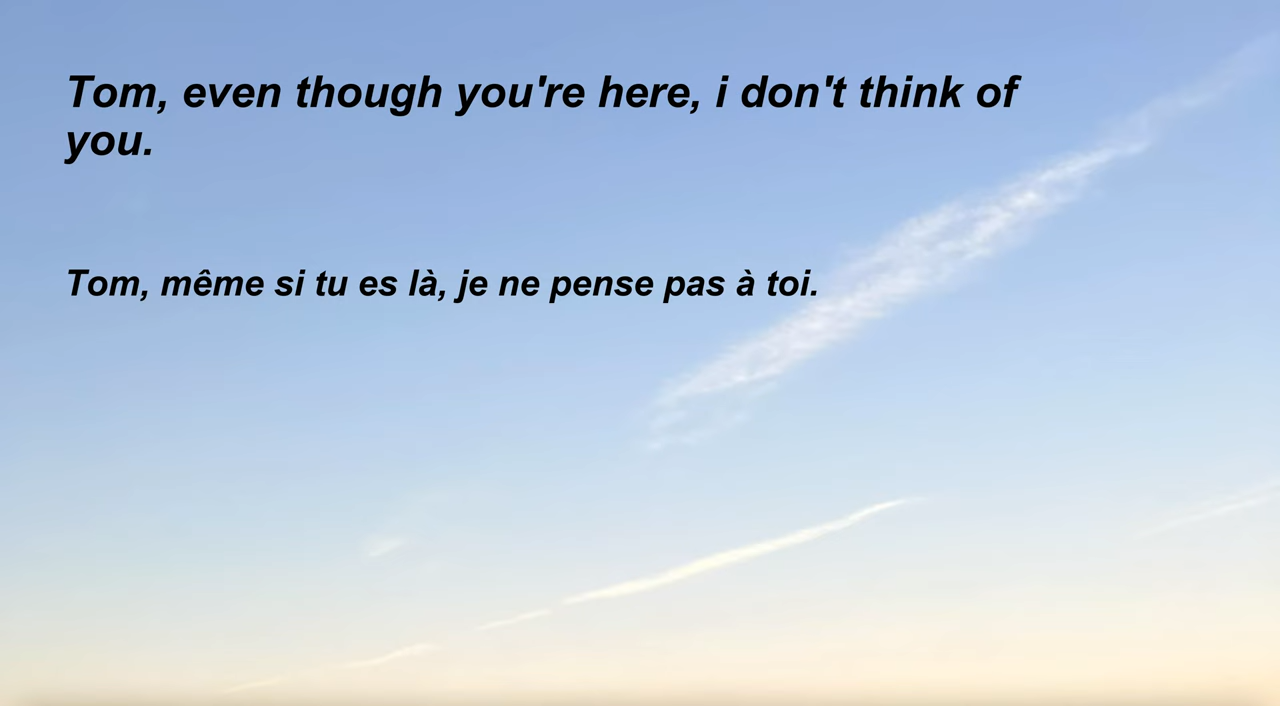 Tom, even though you're here, i don't think of
you.
Tom, même si tu es là, je ne pense pas à toi.